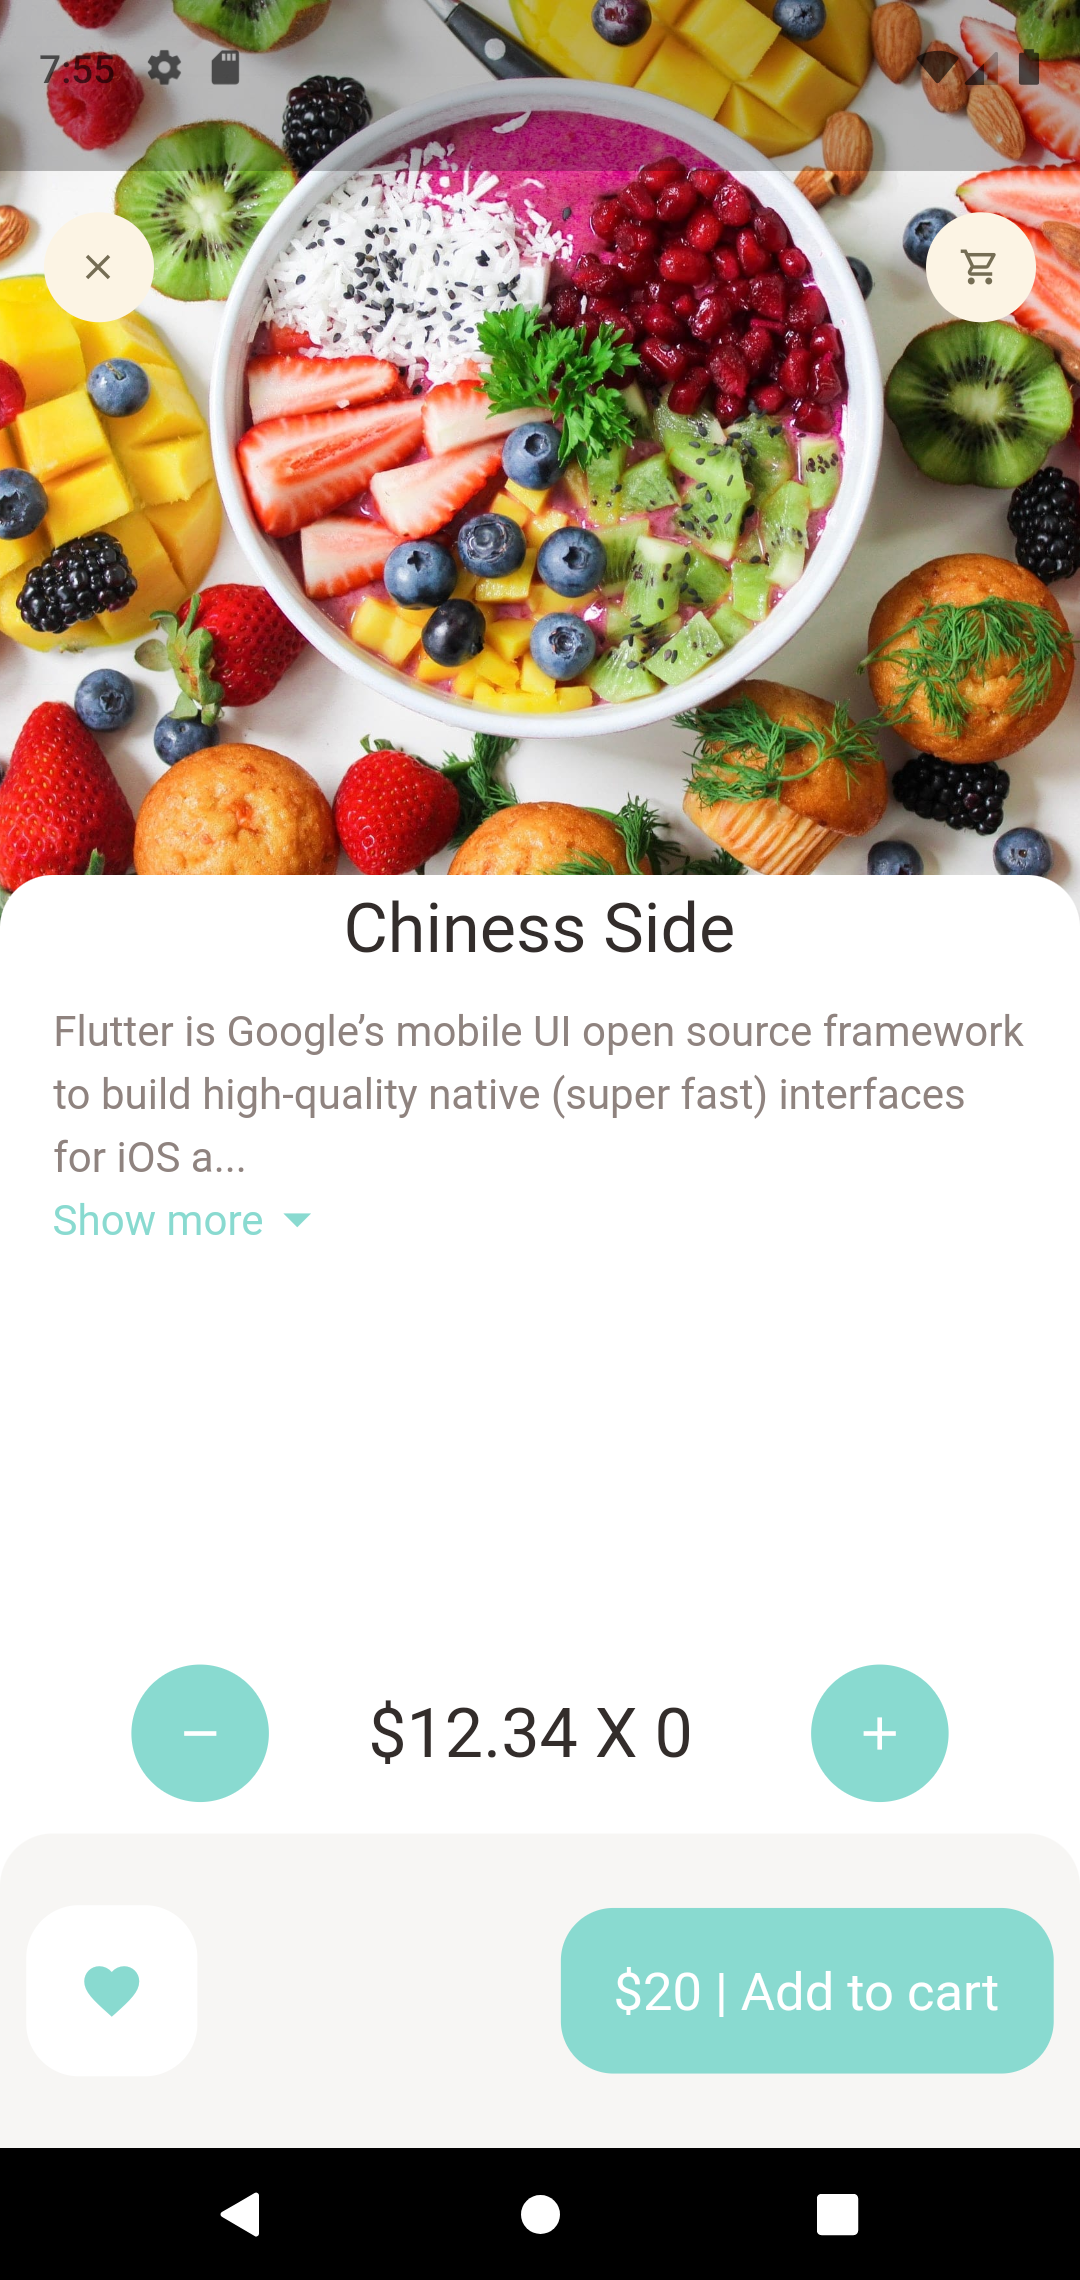 7:55
Chiness Side
Flutter is Google’s mobile UI open source framework
to build high-quality native (super fast) interfaces
for iOS a...
Show more
$12.34 X 0
$20 | Add to cart